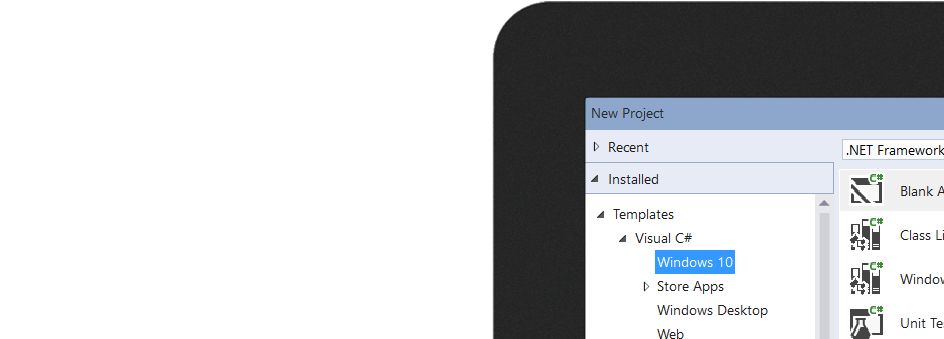 New Project
Recent
Installed
Templates
Visual C#
Windows 10
Store Apps
Windows Desktop
Web
.NET Framework
C#
Blank A
C#
Class Li
C#
Windo
C#
Unit Te